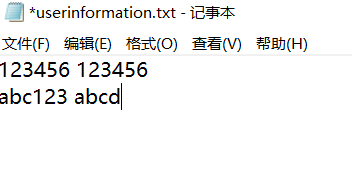 *userinformation.txt - 记事本
文件(F) 编辑(E) 格式(O) 查看(V) 帮助(H)
123456 123456
abc123 abcd